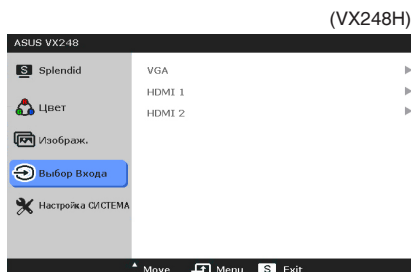 (VX248H)
ASUS VX248
S Splendid
VGA
HDMI 1
Цвет
HDMI 2
Изображ.
Выбор Входа
Настройка СИСТЕМА
Move Menu S Exit